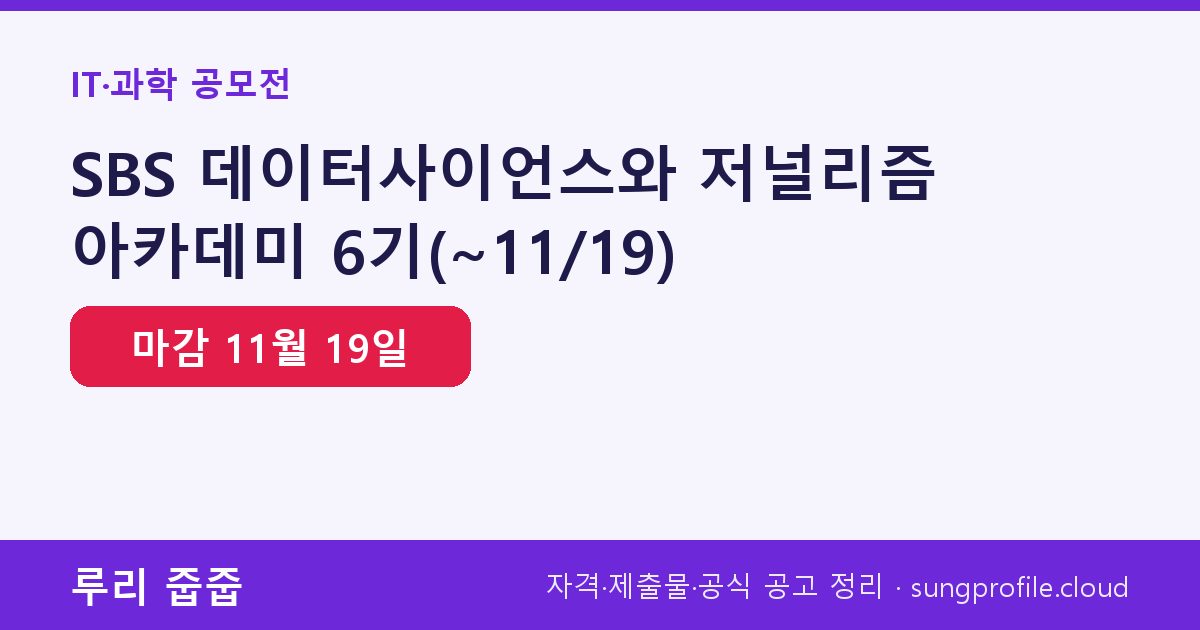 IT·과학 공모전
SBS 데이터사이언스와 저널리즘
아카데미 6기(~11/19)
마감 11월 19일
루리 줍줍
자격·제출물·공식 공고 정리 · sungprofile.cloud